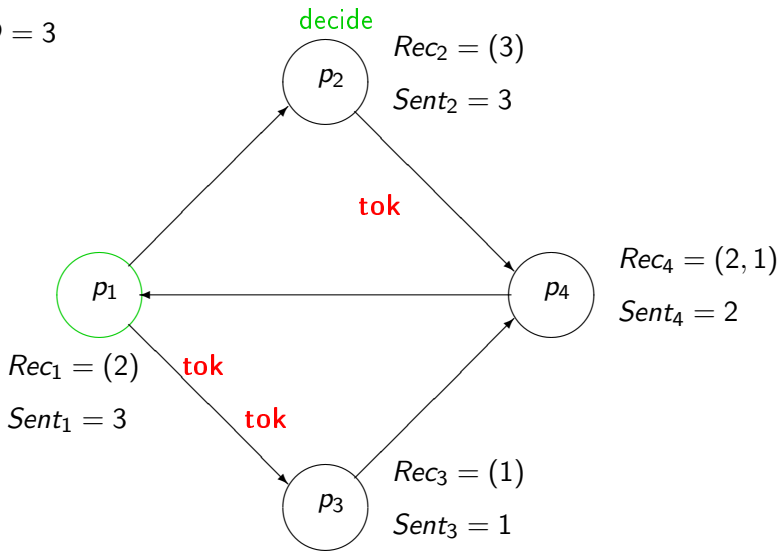 decide
= 3
p₂
Rec₂ = (3)
Sent₂ = 3
tok
p₁
p₄
Rec₄ = (2, 1)
Sent₄ = 2
Rec₁ = (2)
Sent₁ = 3
tok
tok
p₃
Rec₃ = (1)
Sent₃ = 1